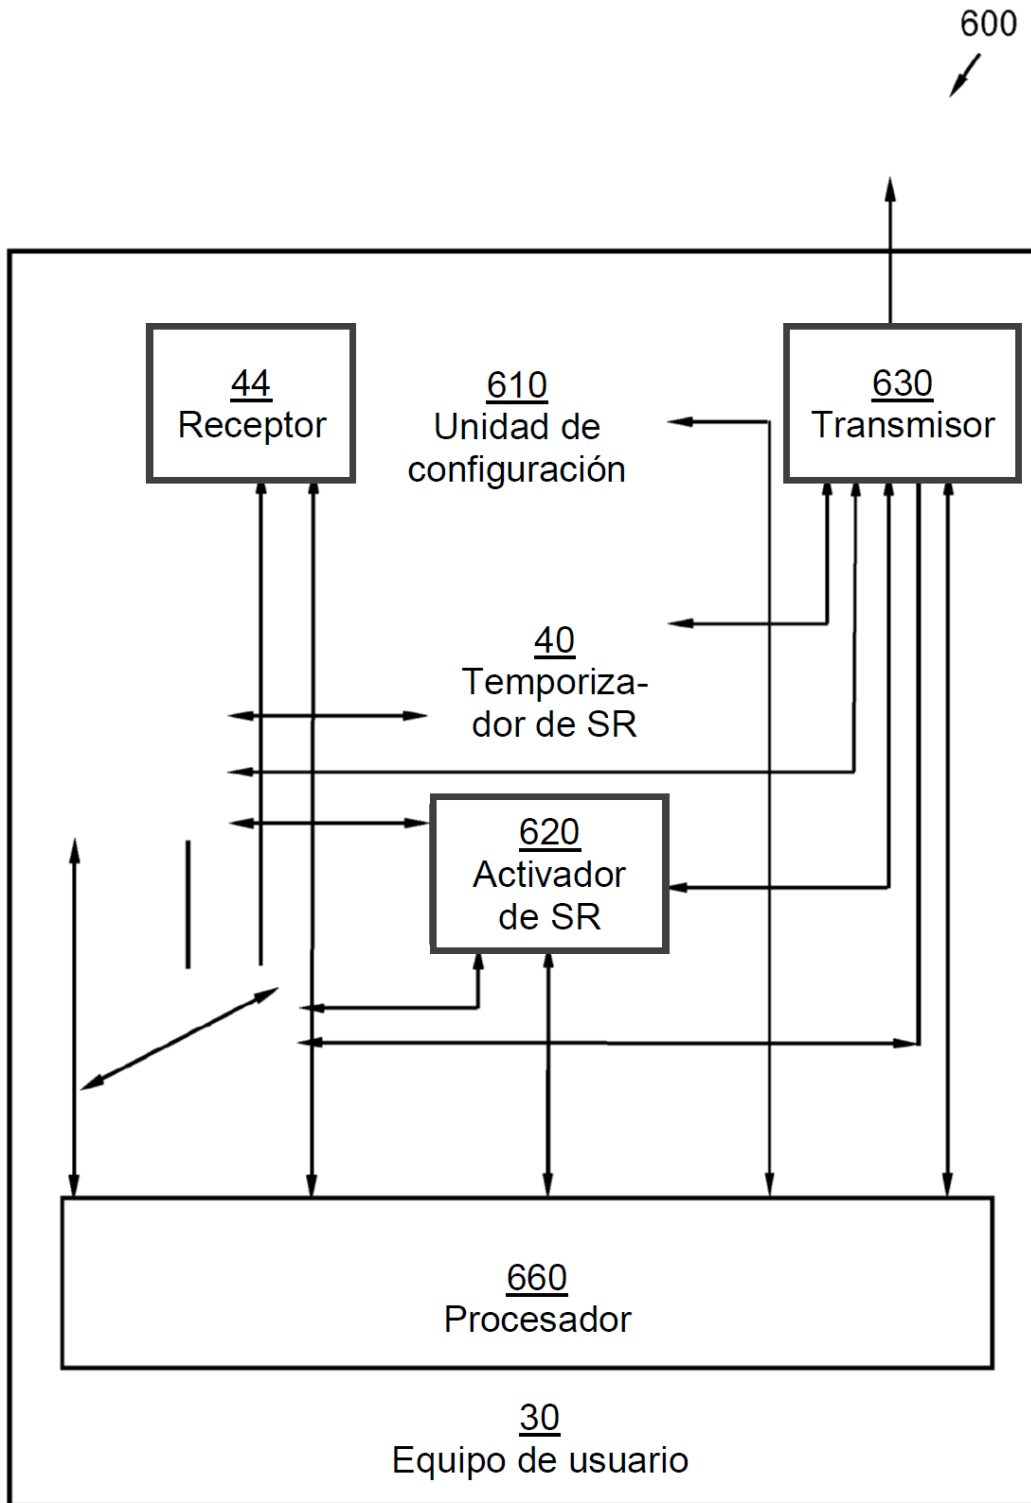 600
44
Receptor
610
Unidad de
configuración
630
Transmisor
40
Temporiza-
dor de SR
620
Activador
de SR
660
Procesador
30
Equipo de usuario